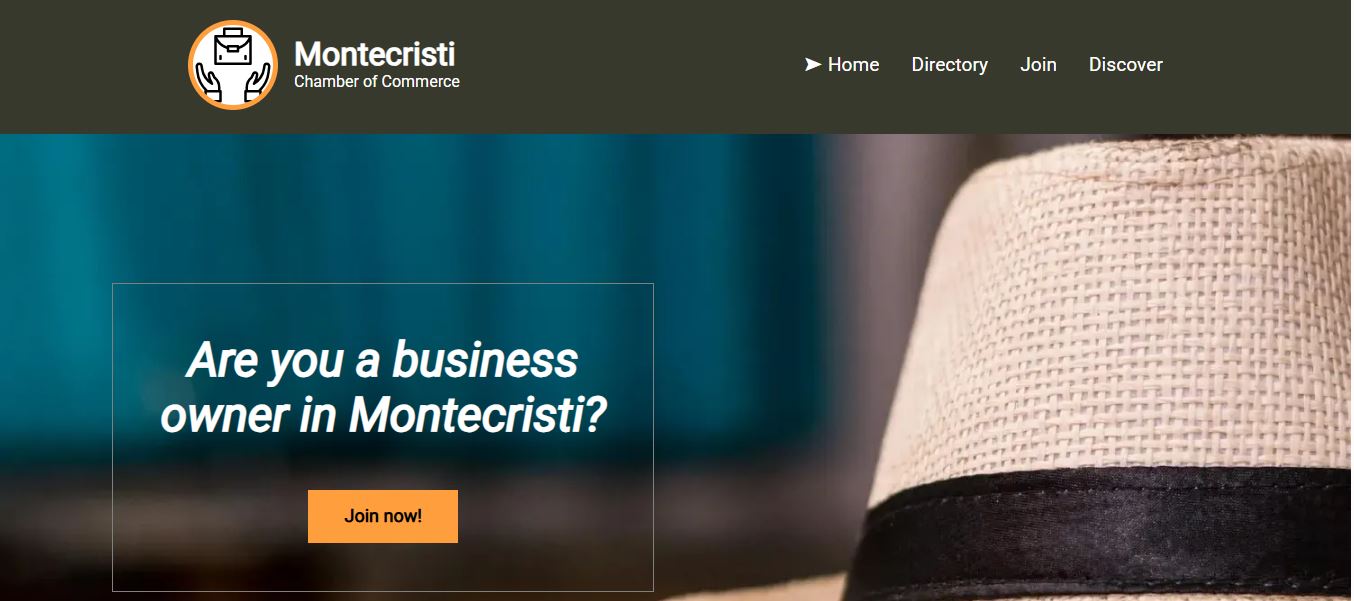 Montecristi
Chamber of Commerce
➤ Home Directory Join Discover
Are you a business
owner in Montecristi?
Join now!